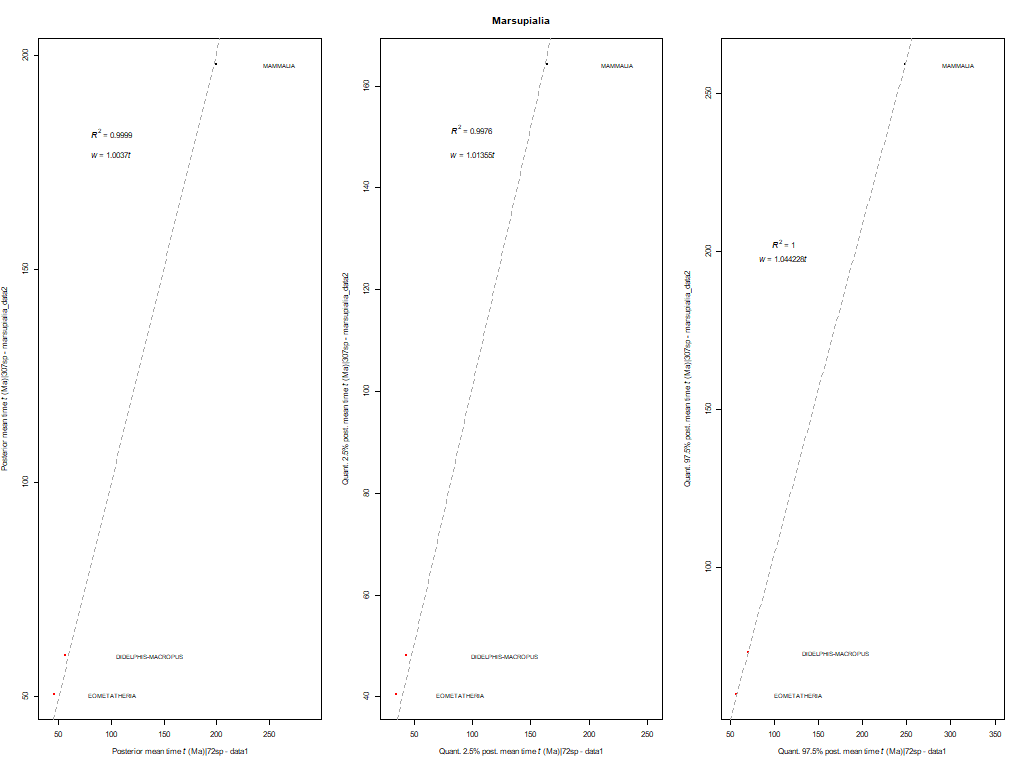 Marsupialia
Posterior mean time t (Ma)|307sp - marsupialia_data2
200
150
100
50
MAMMALIA
R² = 0.9999
w = 1.0037t
DIDELPHIS-MACROPUS
EOMETATHERIA
50 100 150 200 250
Posterior mean time t (Ma)|72sp - data1
Quant. 2.5% post. mean time t (Ma)|307sp - marsupialia_data2
160
140
120
100
80
60
40
MAMMALIA
R² = 0.9976
w = 1.01355t
DIDELPHIS-MACROPUS
EOMETATHERIA
50 100 150 200 250
Quant. 2.5% post. mean time t (Ma)|72sp - data1
Quant. 97.5% post. mean time t (Ma)|307sp - marsupialia_data2
250
200
150
100
MAMMALIA
R² = 1
w = 1.044228t
DIDELPHIS-MACROPUS
EOMETATHERIA
50 100 150 200 250 300 350
Quant. 97.5% post. mean time t (Ma)|72sp - data1